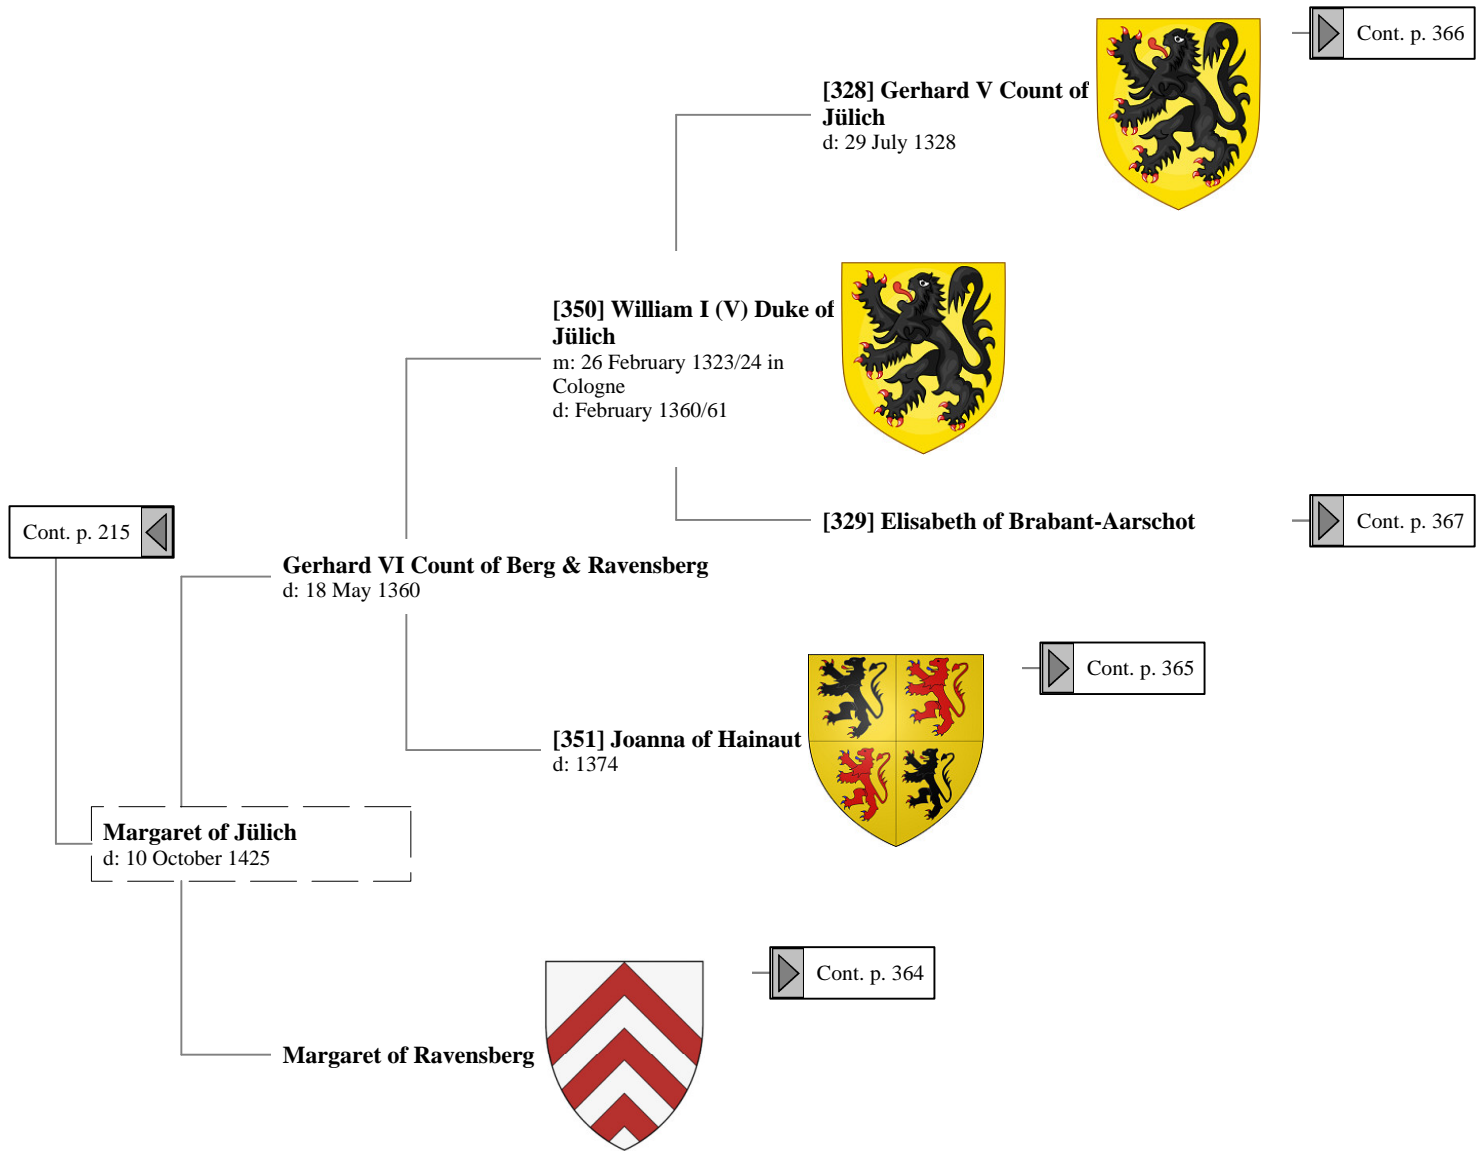 Cont. p. 366
[328] Gerhard V Count of
Jülich
d: 29 July 1328
[350] William I (V) Duke of
Jülich
m: 26 February 1323/24 in
Cologne
d: February 1360/61
Cont. p. 215
[329] Elisabeth of Brabant-Aarschot
Cont. p. 367
Gerhard VI Count of Berg & Ravensberg
d: 18 May 1360
Cont. p. 365
[351] Joanna of Hainaut
d: 1374
Margaret of Jülich
d: 10 October 1425
Cont. p. 364
Margaret of Ravensberg